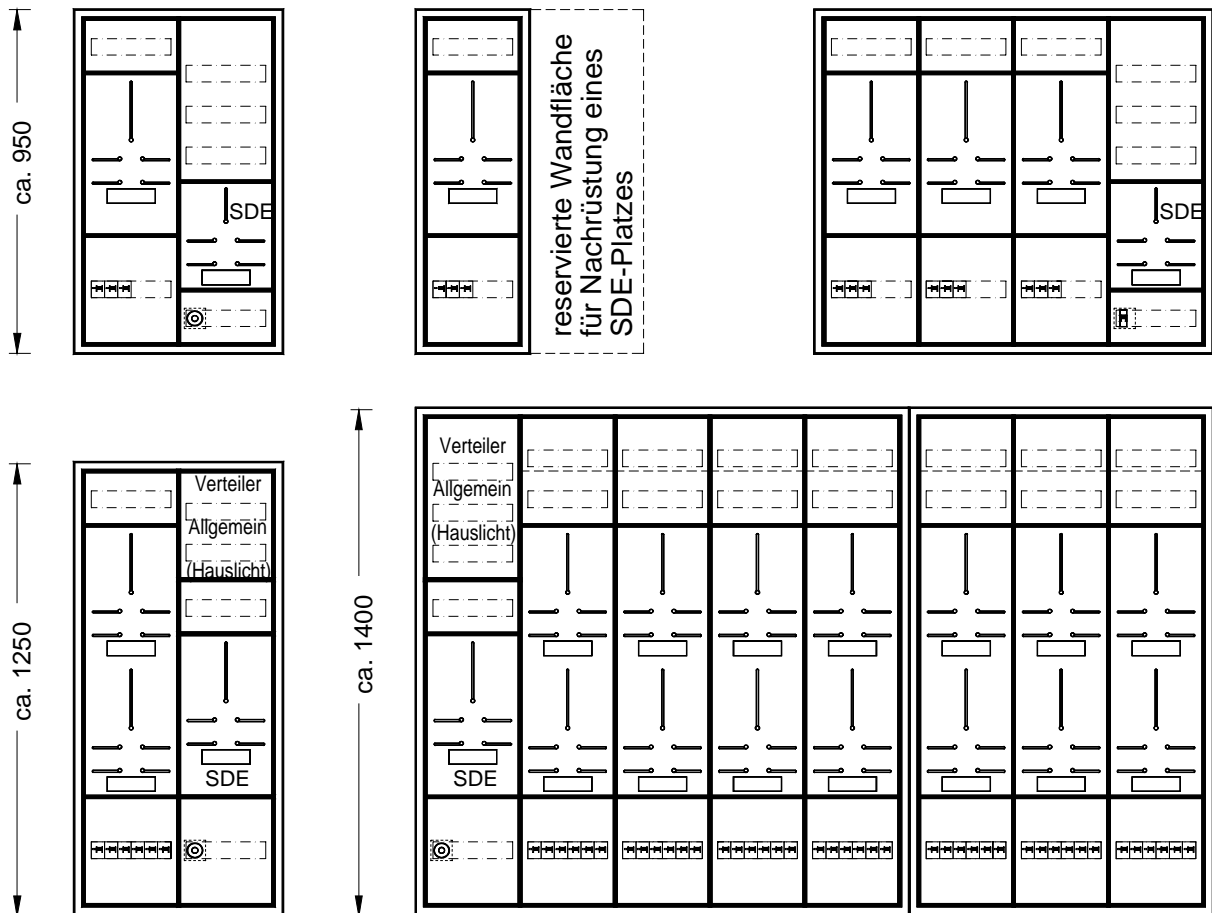 ca. 950
SDE
reservierte Wandfläche
für Nachrüstung eines
SDE-Platzes
SDE
ca. 1250
Verteiler
Allgemein
(Hauslicht)
SDE
ca. 1400
Verteiler
Allgemein
(Hauslicht)
SDE